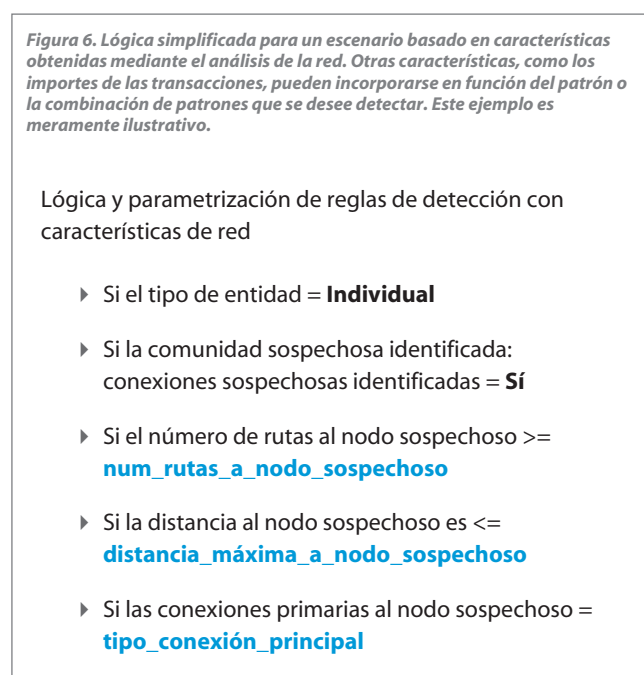 Figura 6. Lógica simplificada para un escenario basado en características
obtenidas mediante el análisis de la red. Otras características, como los
importes de las transacciones, pueden incorporarse en función del patrón o
la combinación de patrones que se desee detectar. Este ejemplo es
meramente ilustrativo.
Lógica y parametrización de reglas de detección con
características de red
Si el tipo de entidad = Individual
Si la comunidad sospechosa identificada:
conexiones sospechosas identificadas = Sí
Si el número de rutas al nodo sospechoso >=
num_rutas_a_nodo_sospechoso
Si la distancia al nodo sospechoso es <=
distancia_máxima_a_nodo_sospechoso
Si las conexiones primarias al nodo sospechoso =
tipo_conexión_principal